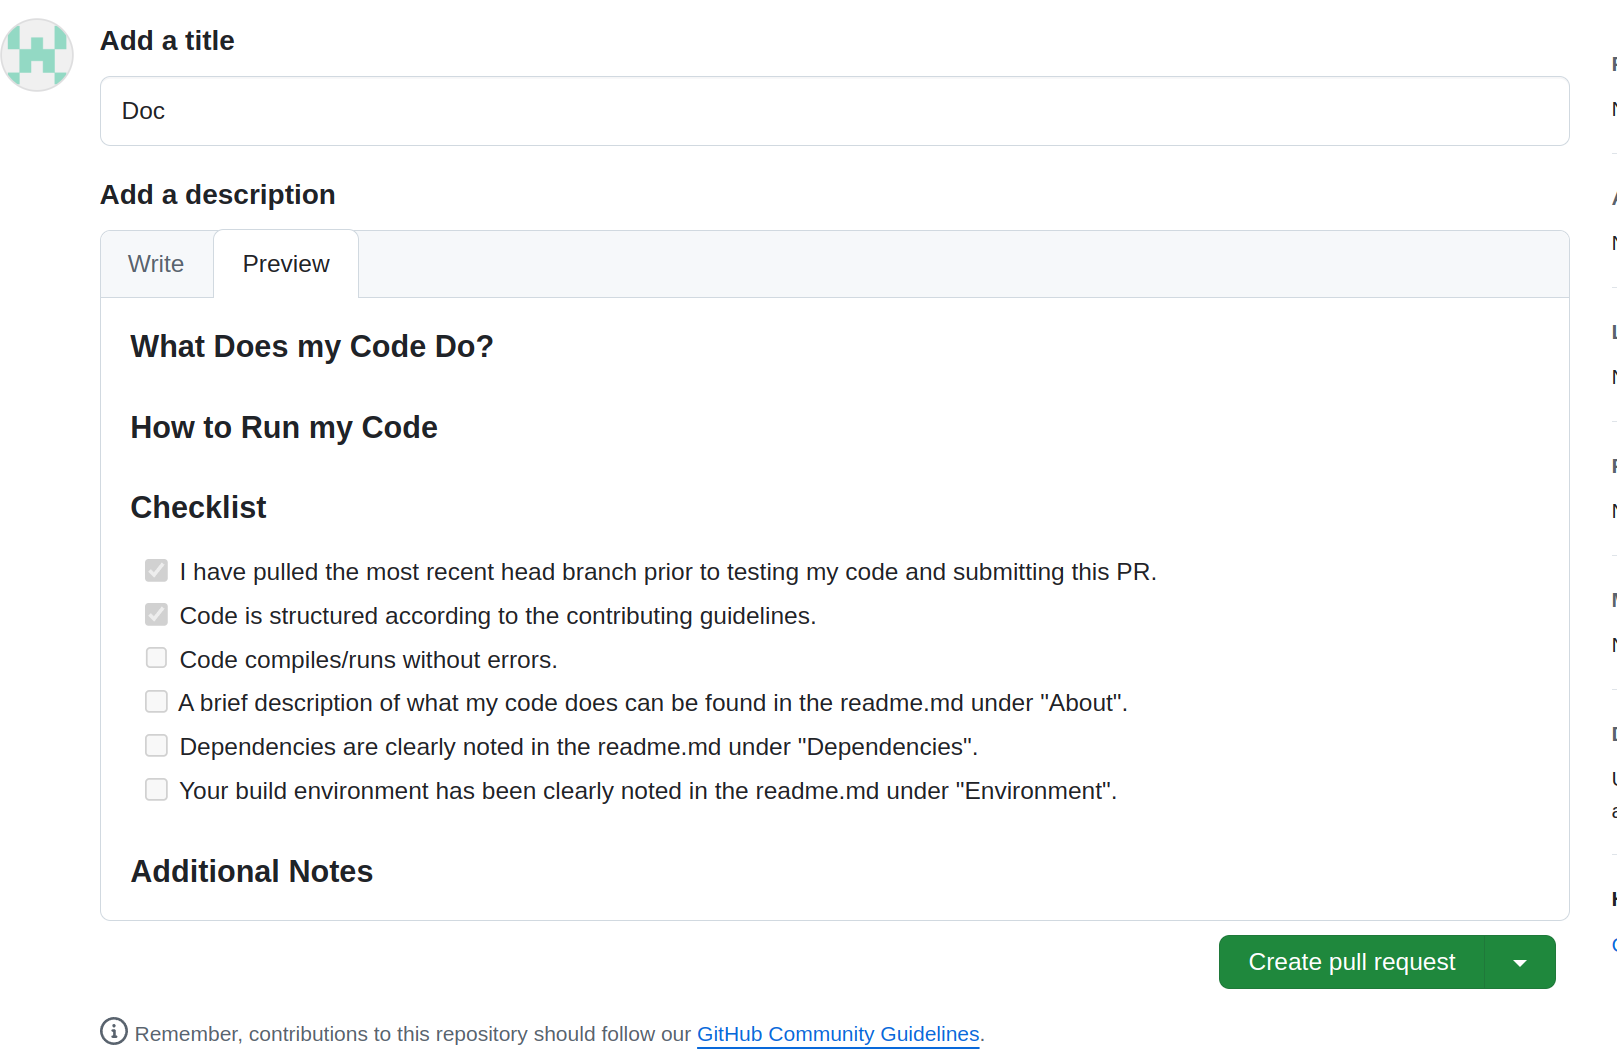 Add a title
Doc
Add a description
Write Preview
What Does my Code Do?
How to Run my Code
Checklist
I have pulled the most recent head branch prior to testing my code and submitting this PR.
Code is structured according to the contributing guidelines.
Code compiles/runs without errors.
A brief description of what my code does can be found in the readme.md under "About".
Dependencies are clearly noted in the readme.md under "Dependencies".
Your build environment has been clearly noted in the readme.md under "Environment".
Additional Notes
Create pull request
Remember, contributions to this repository should follow our GitHub Community Guidelines.